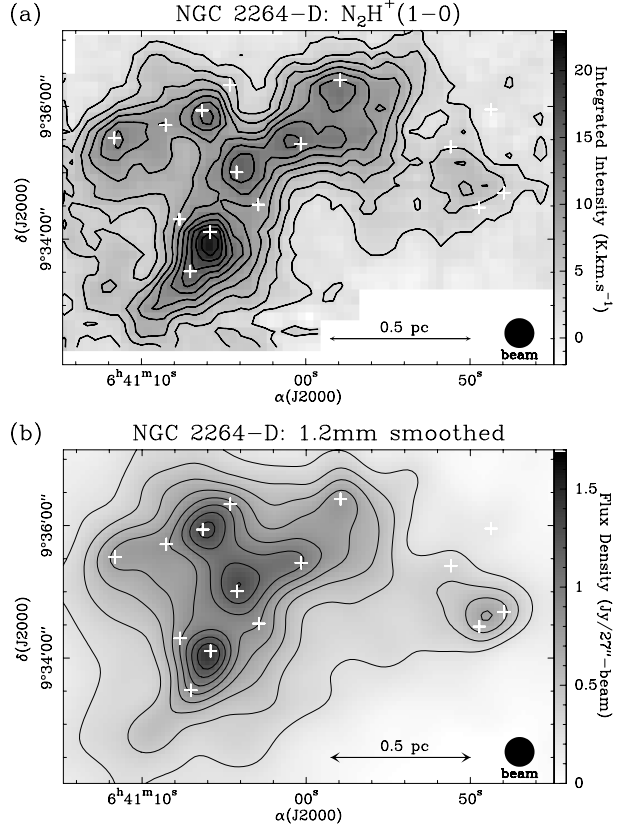 (a) NGC 2264-D: N₂H⁺(1-0)
20
15
10
5
0
Integrated Intensity (K.km.s⁻¹)
9°36'00''
9°34'00''
δ(J2000)
0.5 pc
beam
6ʰ41ᵐ10ˢ 00ˢ 50ˢ
α(J2000)
(b) NGC 2264-D: 1.2mm smoothed
1.5
1
0.5
0
Flux Density (Jy/27''-beam)
9°36'00''
9°34'00''
δ(J2000)
0.5 pc
beam
6ʰ41ᵐ10ˢ 00ˢ 50ˢ
α(J2000)